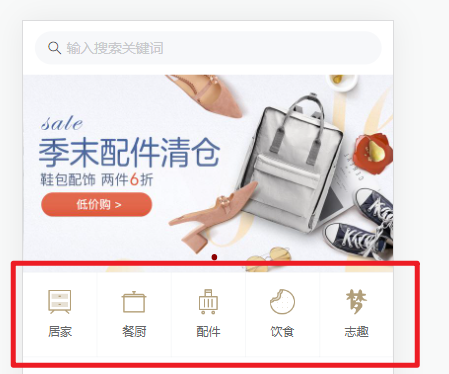 输入搜索关键词
sale
季末配件清仓
鞋包配饰 两件6折
低价购 >
梦
居家 餐厨 配件 饮食 志趣